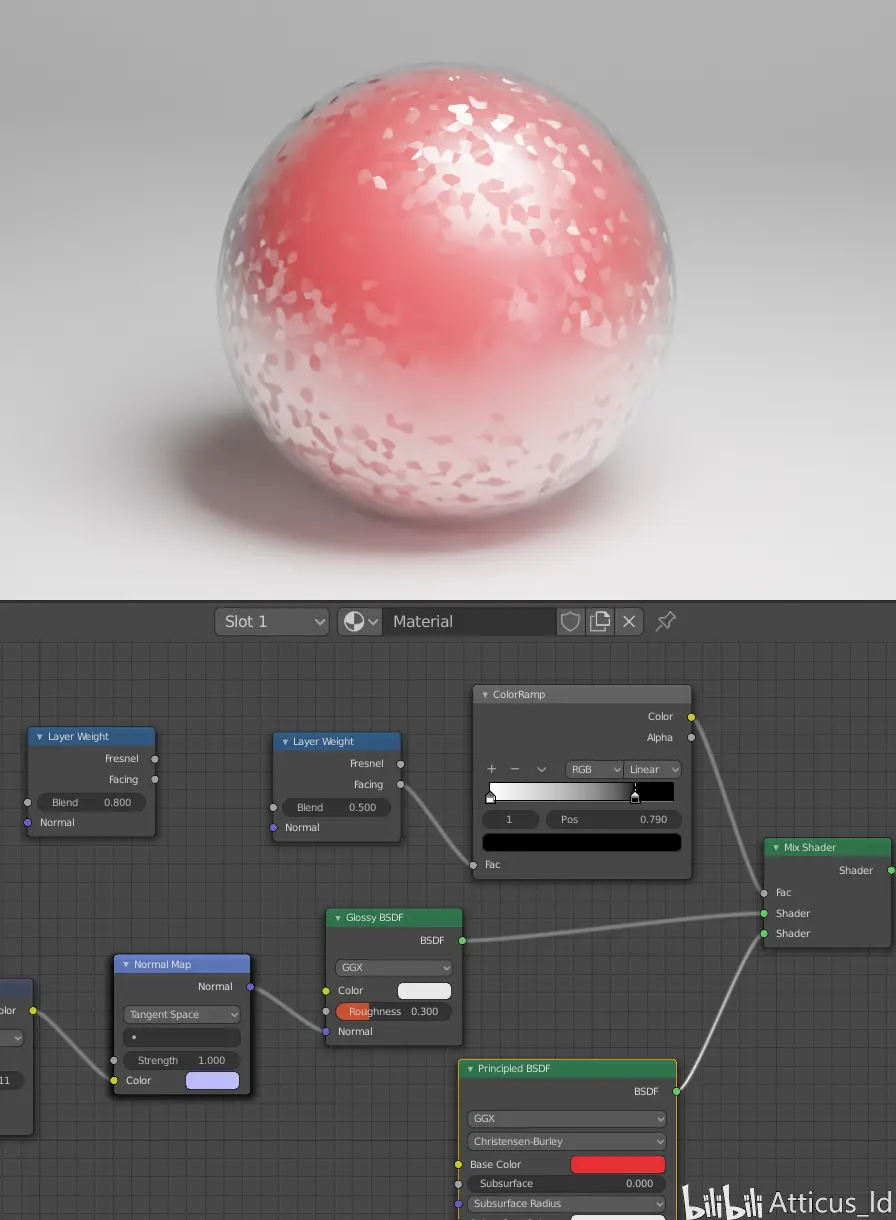 Slot 1
Material
ColorRamp
Color
Alpha
RGB
Linear
1
Pos 0.790
Fac
Layer Weight
Fresnel
Facing
Blend 0.800
Normal
Layer Weight
Fresnel
Facing
Blend 0.500
Normal
Mix Shader
Shader
Fac
Shader
Shader
Glossy BSDF
BSDF
GGX
Color
Roughness 0.300
Normal
Normal Map
Normal
Tangent Space
Strength 1.000
Color
olor
11
Principled BSDF
BSDF
GGX
Christensen-Burley
Base Color
Subsurface 0.000
Subsurface Radius
bilibili Atticus_ld